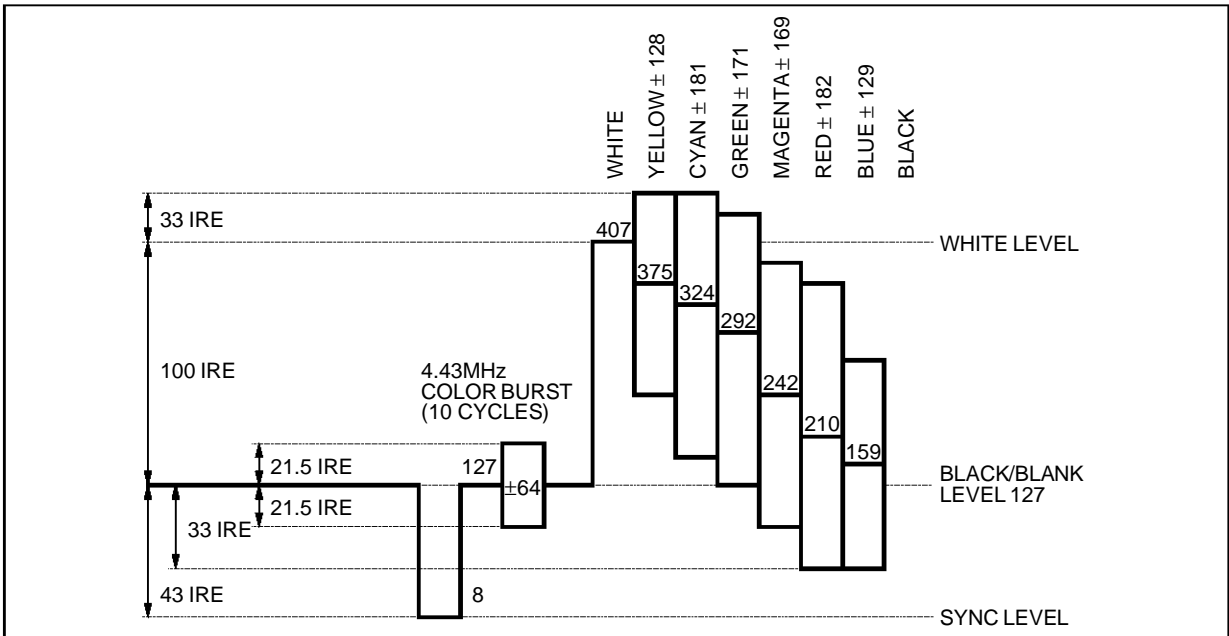 WHITE
YELLOW ± 128
CYAN ± 181
GREEN ± 171
MAGENTA ± 169
RED ± 182
BLUE ± 129
BLACK
33 IRE
407
WHITE LEVEL
375
324
292
100 IRE
4.43MHz
COLOR BURST
(10 CYCLES)
242
210
159
21.5 IRE
127
±64
BLACK/BLANK
LEVEL 127
21.5 IRE
33 IRE
43 IRE
8
SYNC LEVEL